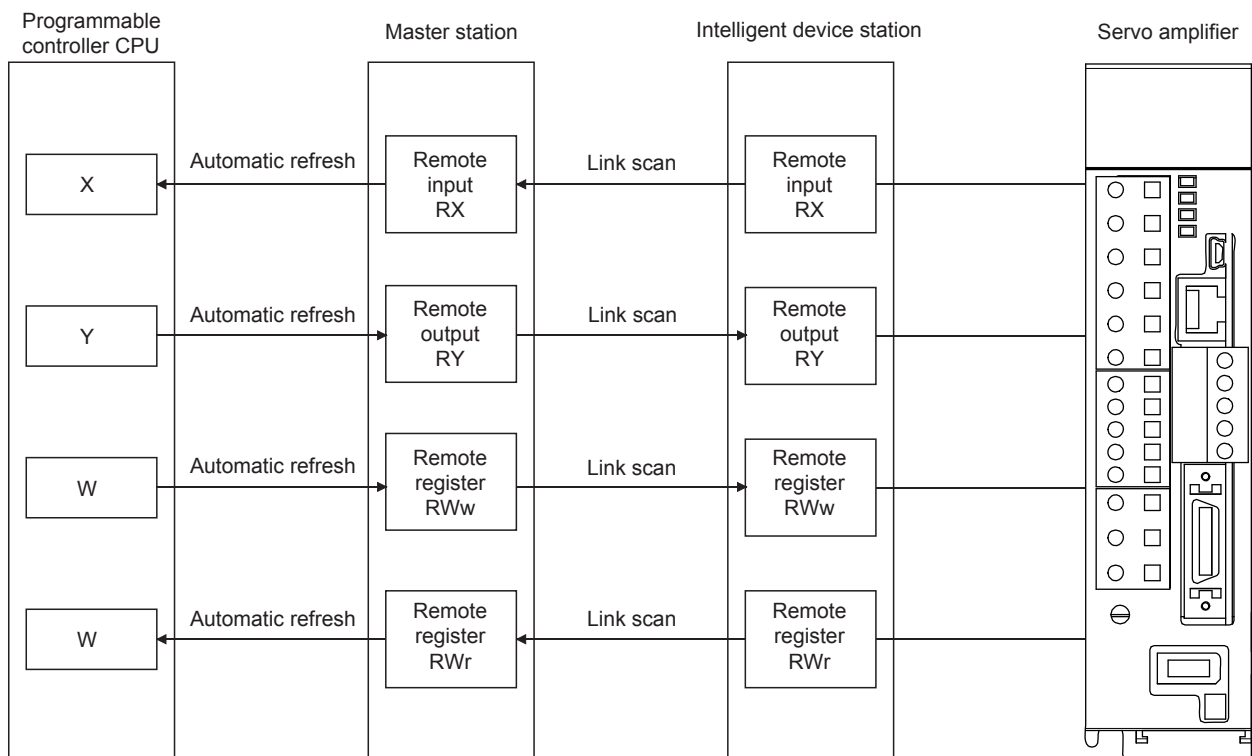 Programmable
controller CPU
Master station
Intelligent device station
Servo amplifier
X
Automatic refresh
Remote
input
RX
Link scan
Remote
input
RX
Y
Automatic refresh
Remote
output
RY
Link scan
Remote
output
RY
W
Automatic refresh
Remote
register
RWw
Link scan
Remote
register
RWw
W
Automatic refresh
Remote
register
RWr
Link scan
Remote
register
RWr